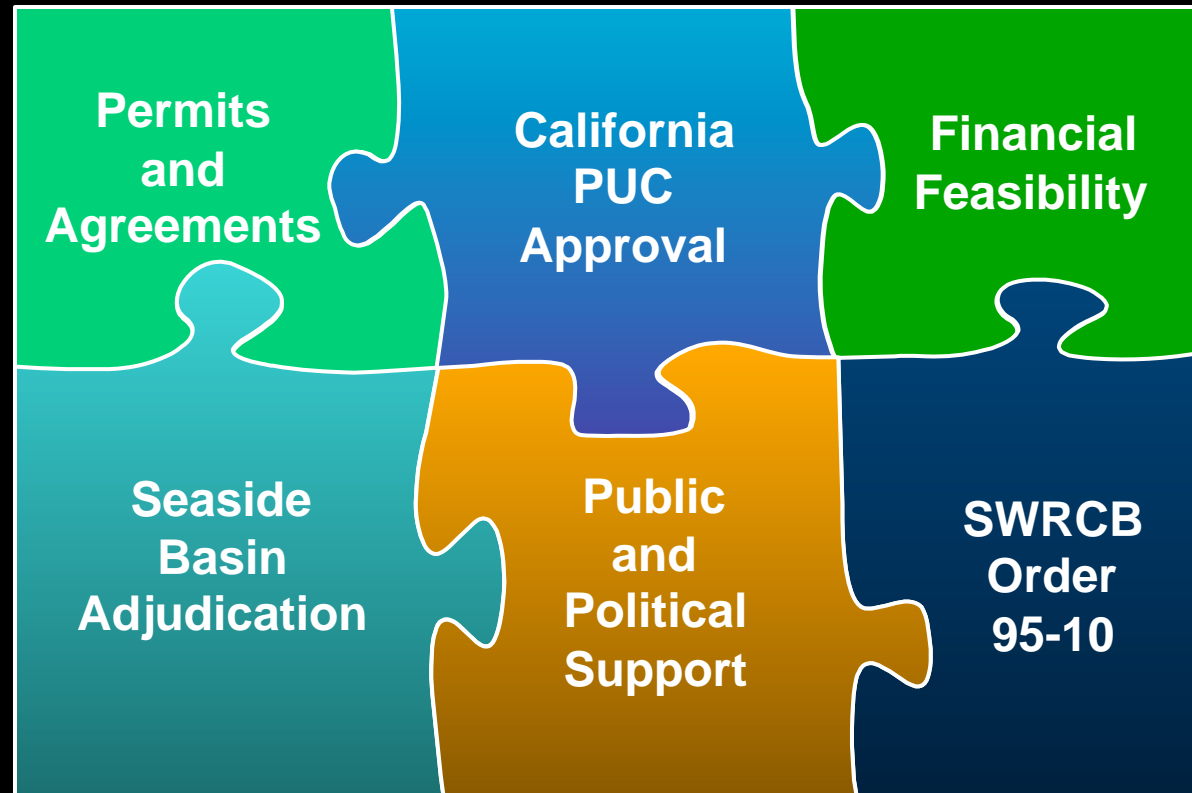 Permits
and
Agreements
California
PUC
Approval
Financial
Feasibility
Seaside
Basin
Adjudication
Public
and
Political
Support
SWRCB
Order
95-10